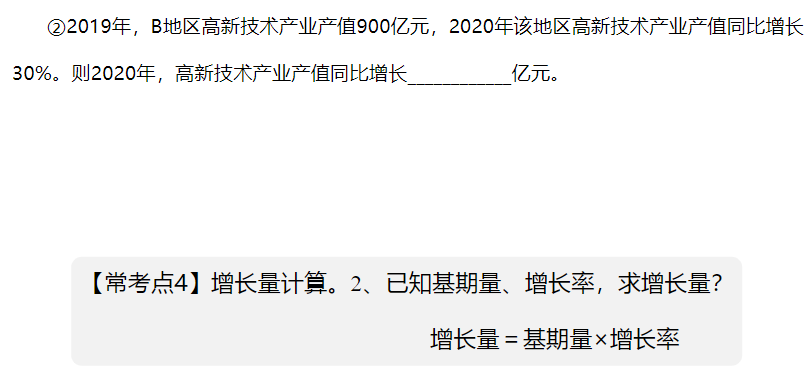 ②2019年，B地区高新技术产业产值900亿元，2020年该地区高新技术产业产值同比增长
30%。则2020年，高新技术产业产值同比增长____________亿元。
【常考点4】增长量计算。2、已知基期量、增长率，求增长量？
增长量＝基期量×增长率